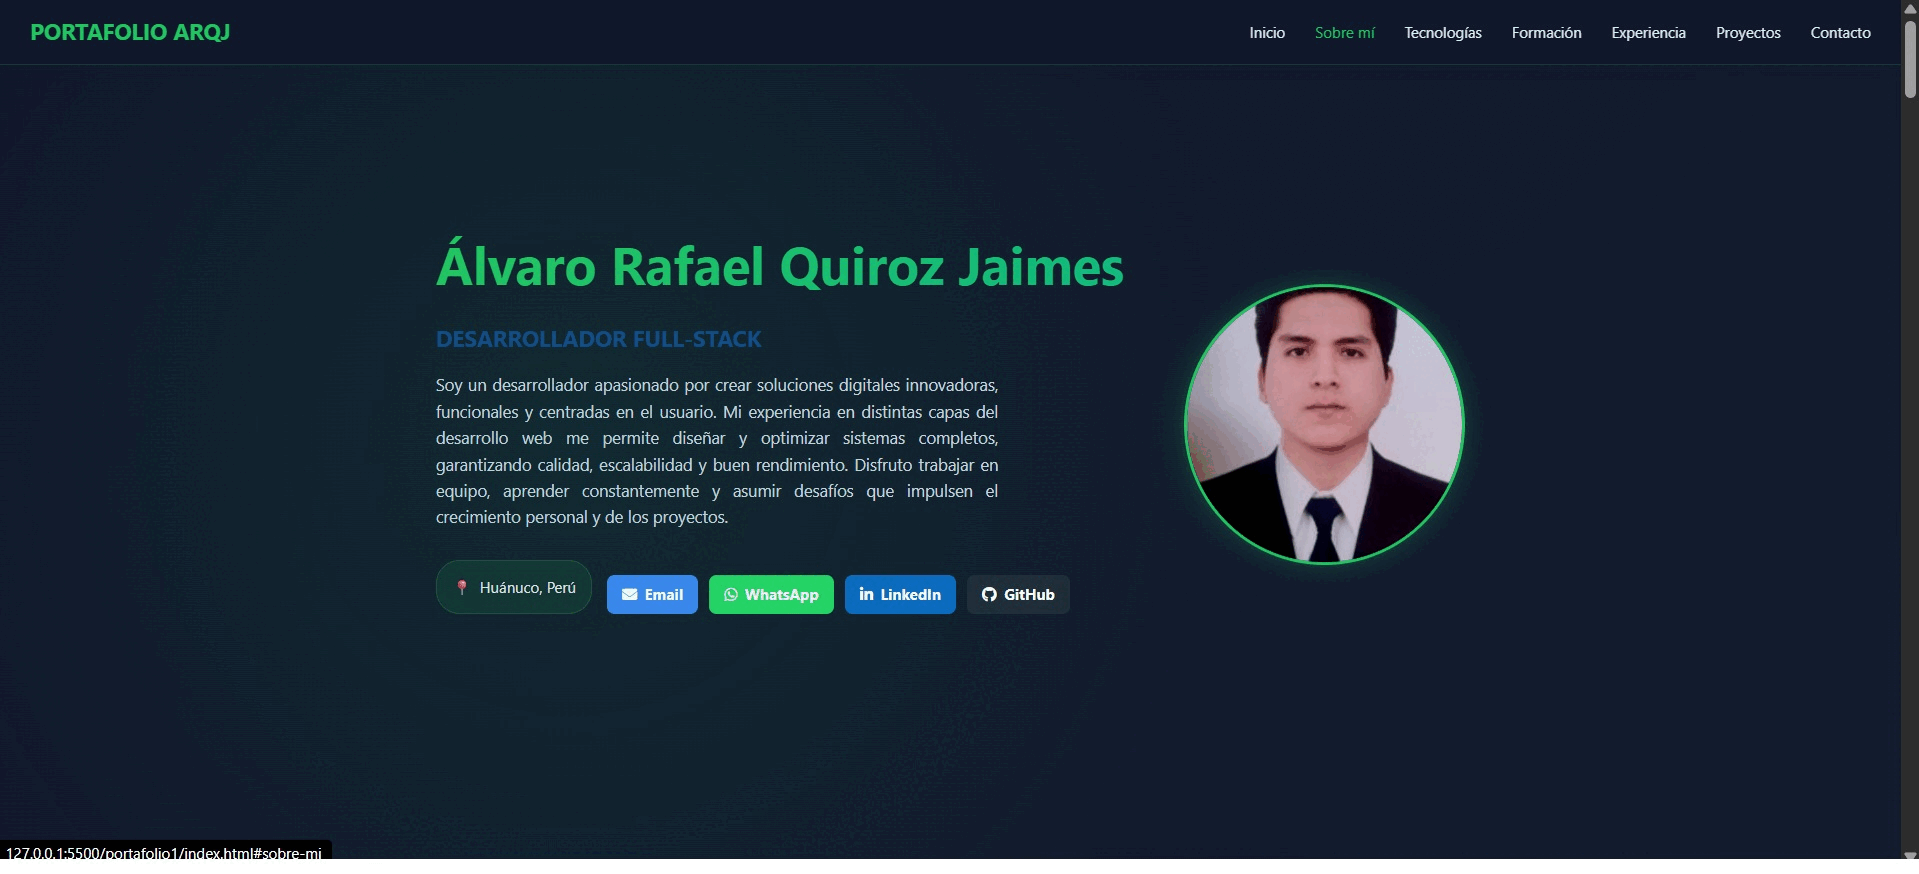 PORTAFOLIO ARQJ
Inicio Sobre mí Tecnologías Formación Experiencia Proyectos Contacto
Álvaro Rafael Quiroz Jaimes
DESARROLLADOR FULL-STACK
Soy un desarrollador apasionado por crear soluciones digitales innovadoras,
funcionales y centradas en el usuario. Mi experiencia en distintas capas del
desarrollo web me permite diseñar y optimizar sistemas completos,
garantizando calidad, escalabilidad y buen rendimiento. Disfruto trabajar en
equipo, aprender constantemente y asumir desafíos que impulsen el
crecimiento personal y de los proyectos.
Huánuco, Perú
Email
WhatsApp
LinkedIn
GitHub
127.0.0.1:5500/portafolio1/index.html#sobre-mi